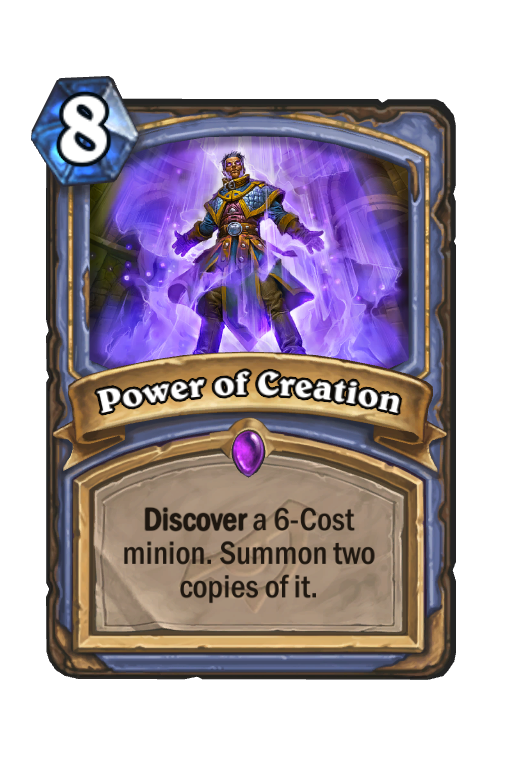 8
Power of Creation
Discover a 6-Cost
minion. Summon two
copies of it.